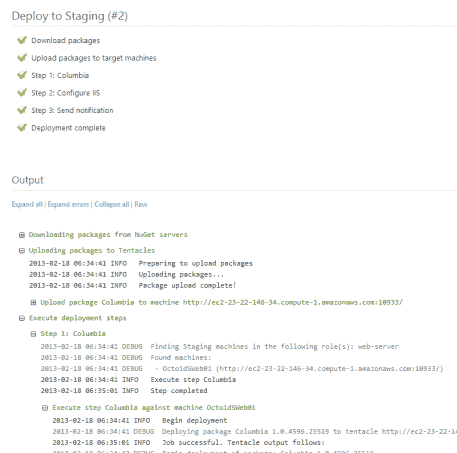 Deploy to Staging (#2)
Download packages
Upload packages to target machines
Step 1: Columbia
Step 2: Configure IIS
Step 3: Send notification
Deployment complete
Output
Expand all | Expand errors | Collapse all | Raw
Downloading packages from NuGet servers
Uploading packages to Tentacles
2013-02-18 06:34:41 INFO Preparing to upload packages
2013-02-18 06:34:41 INFO Uploading packages...
2013-02-18 06:34:41 INFO Package upload complete!
Upload package Columbia to machine http://ec2-23-22-146-34.compute-1.amazonaws.com:10933/
Execute deployment steps
Step 1: Columbia
2013-02-18 06:34:41 DEBUG Finding Staging machines in the following role(s): web-server
2013-02-18 06:34:41 DEBUG Found machines:
2013-02-18 06:34:41 DEBUG - Octo1dSWeb01 (http://ec2-23-22-146-34.compute-1.amazonaws.com:10933/)
2013-02-18 06:34:41 INFO Execute step Columbia
2013-02-18 06:35:01 INFO Step completed
Execute step Columbia against machine Octo1dSWeb01
2013-02-18 06:34:41 INFO Begin deployment
2013-02-18 06:34:41 DEBUG Deploying package Columbia 1.0.4596.25519 to tentacle http://ec2-23-22-146-34.compute-1
2013-02-18 06:35:01 INFO Job successful. Tentacle output follows: